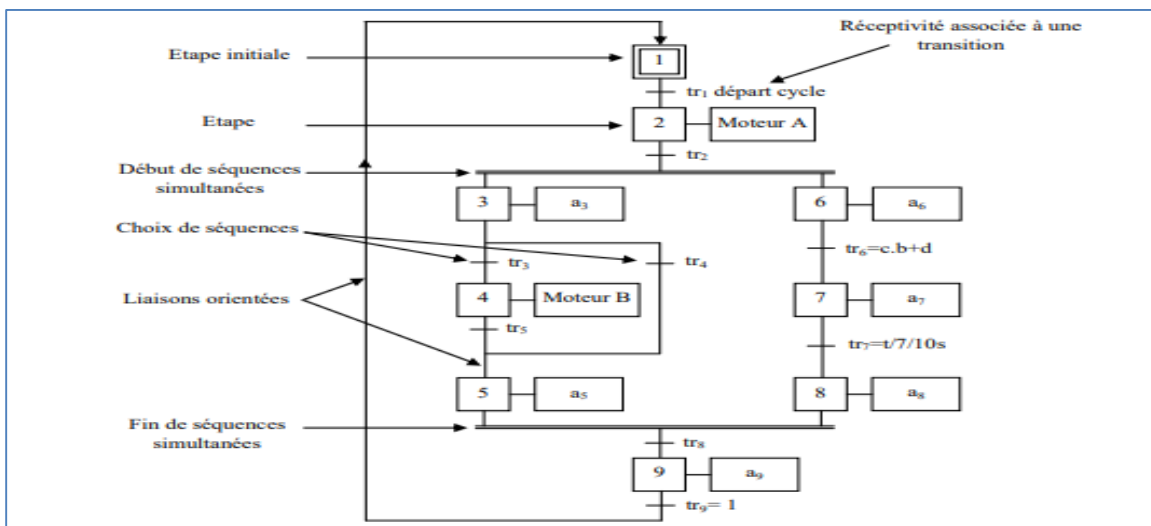 Réceptivité associée à une
transition
Etape initiale
1
tr₁ départ cycle
Etape
2
Moteur A
tr₂
Début de séquences
simultanées
3
a₃
6
a₆
Choix de séquences
tr₃
tr₄
tr₆=c.b+d
Liaisons orientées
4
Moteur B
7
a₇
tr₅
tr₇=t/7/10s
5
a₅
8
a₈
Fin de séquences
simultanées
tr₈
9
a₉
tr₉= 1